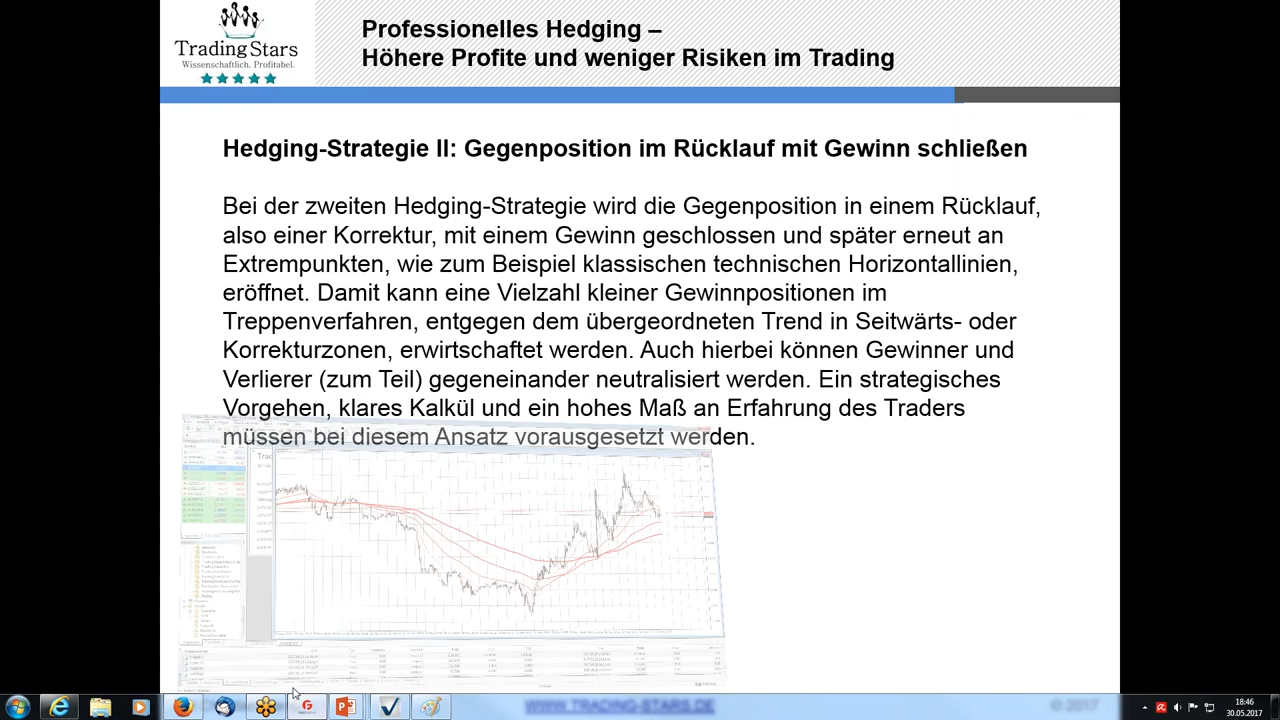 TradingStars
Wissenschaftlich. Profitabel.
Professionelles Hedging –
Höhere Profite und weniger Risiken im Trading
Hedging-Strategie II: Gegenposition im Rücklauf mit Gewinn schließen
Bei der zweiten Hedging-Strategie wird die Gegenposition in einem Rücklauf,
also einer Korrektur, mit einem Gewinn geschlossen und später erneut an
Extrempunkten, wie zum Beispiel klassischen technischen Horizontallinien,
eröffnet. Damit kann eine Vielzahl kleiner Gewinnpositionen im
Treppenverfahren, entgegen dem übergeordneten Trend in Seitwärts- oder
Korrekturzonen, erwirtschaftet werden. Auch hierbei können Gewinner und
Verlierer (zum Teil) gegeneinander neutralisiert werden. Ein strategisches
Vorgehen, klares Kalkül und ein hohes Maß an Erfahrung des Traders
müssen bei diesem Ansatz vorausgesetzt werden.
WWW.TRADING-STARS.DE
© 2017
18:46
30.05.2017